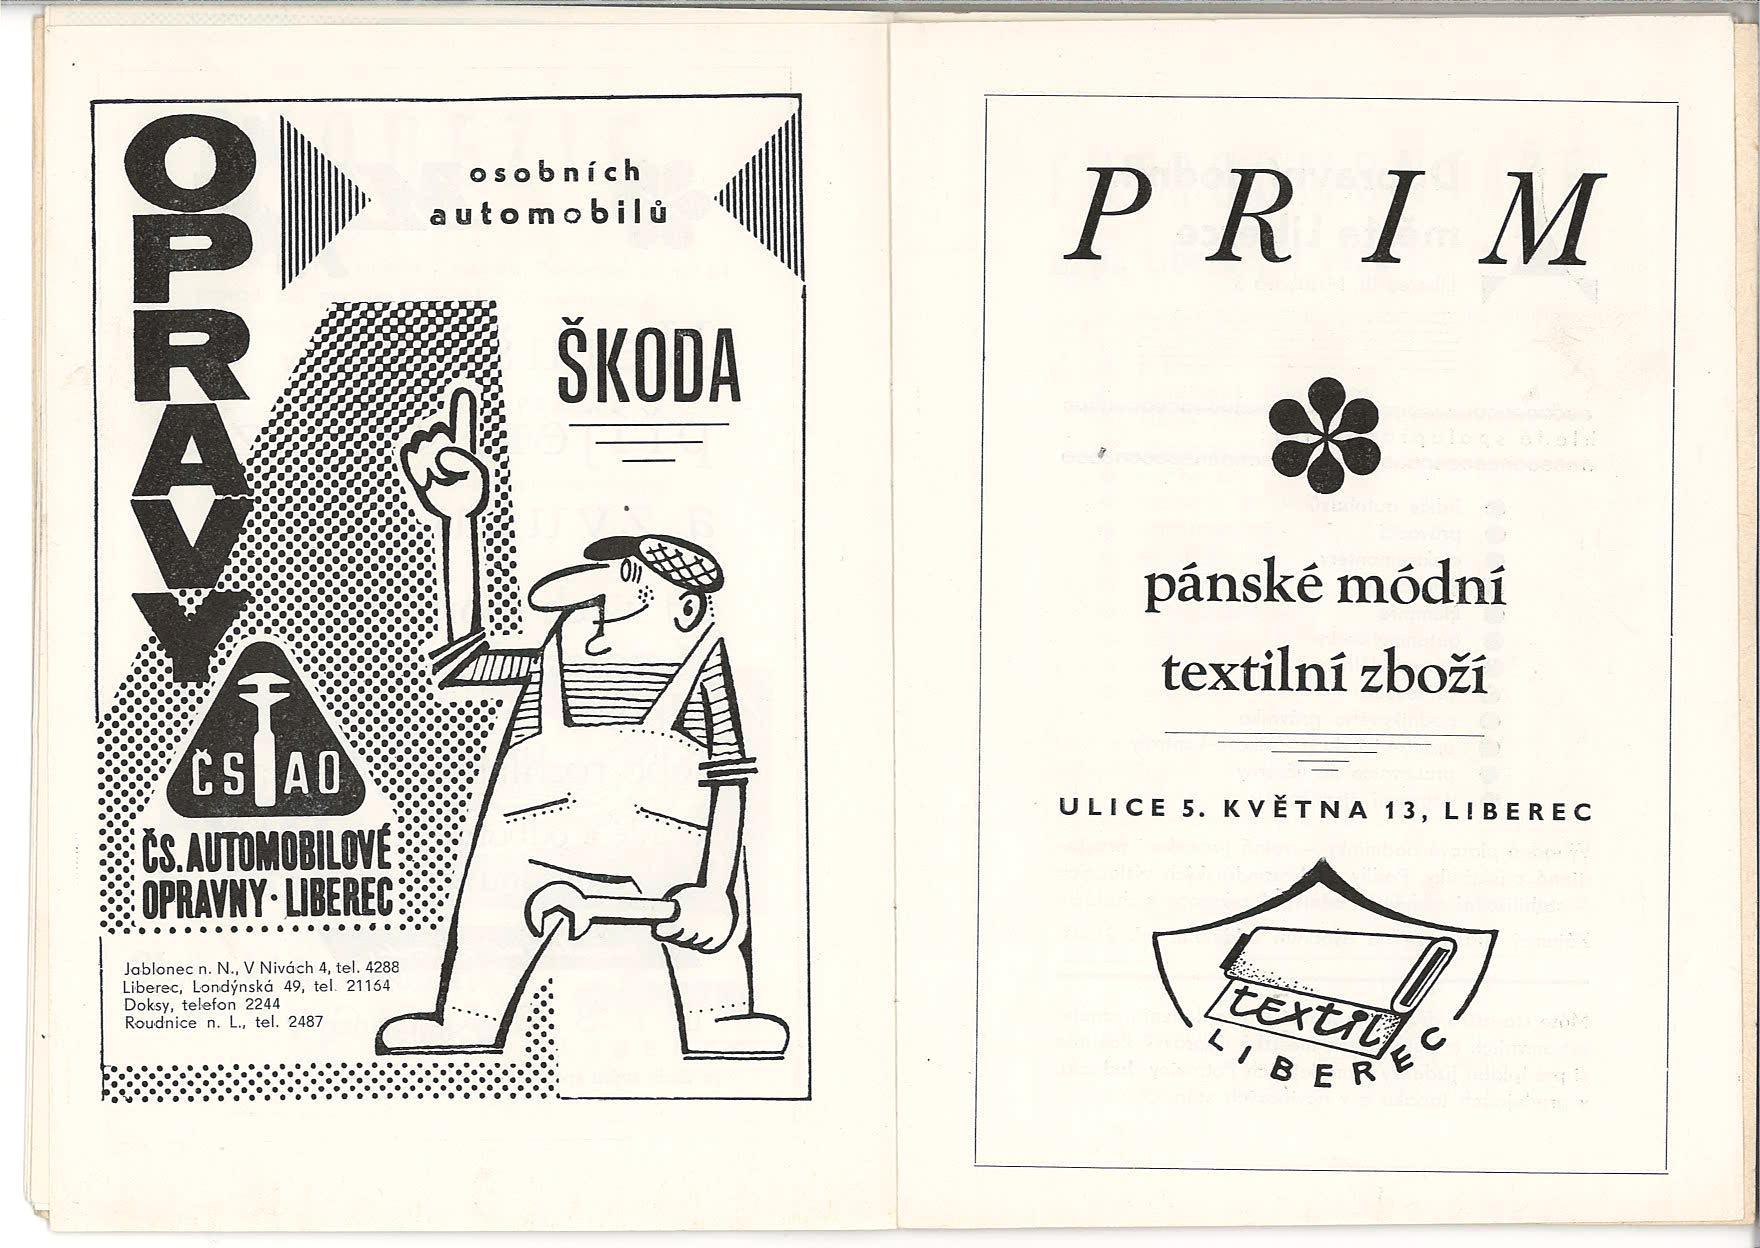 OPRAVY
osobních
automobilů
ŠKODA
ČS AO
ČS. AUTOMOBILOVÉ
OPRAVNY · LIBEREC
Jablonec n. N., V Nivách 4, tel. 4288
Liberec, Londýnská 49, tel. 21164
Doksy, telefon 2244
Roudnice n. L., tel. 2487
PRIM
pánské módní
textilní zboží
ULICE 5. KVĚTNA 13, LIBEREC
textil
LIBEREC